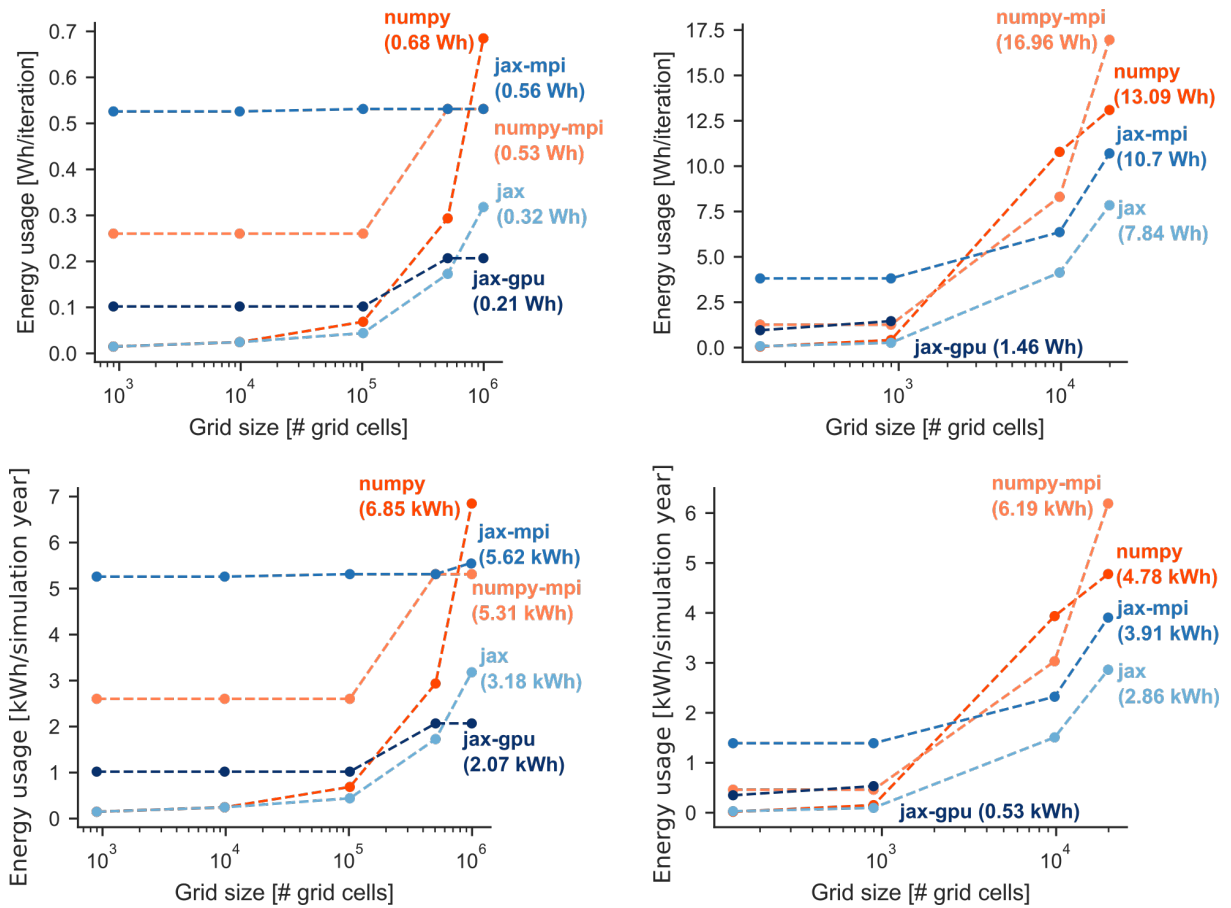 numpy
(0.68 Wh)
jax-mpi
(0.56 Wh)
numpy-mpi
(0.53 Wh)
jax
(0.32 Wh)
jax-gpu
(0.21 Wh)
Energy usage [Wh/iteration]
0.7
0.6
0.5
0.4
0.3
0.2
0.1
0.0
10³
10⁴
10⁵
10⁶
Grid size [# grid cells]
numpy-mpi
(16.96 Wh)
numpy
(13.09 Wh)
jax-mpi
(10.7 Wh)
jax
(7.84 Wh)
jax-gpu (1.46 Wh)
Energy usage [Wh/iteration]
17.5
15.0
12.5
10.0
7.5
5.0
2.5
0.0
10³
10⁴
Grid size [# grid cells]
numpy
(6.85 kWh)
jax-mpi
(5.62 kWh)
numpy-mpi
(5.31 kWh)
jax
(3.18 kWh)
jax-gpu
(2.07 kWh)
Energy usage [kWh/simulation year]
7
6
5
4
3
2
1
0
10³
10⁴
10⁵
10⁶
Grid size [# grid cells]
numpy-mpi
(6.19 kWh)
numpy
(4.78 kWh)
jax-mpi
(3.91 kWh)
jax
(2.86 kWh)
jax-gpu (0.53 kWh)
Energy usage [kWh/simulation year]
6
5
4
3
2
1
0
10³
10⁴
Grid size [# grid cells]